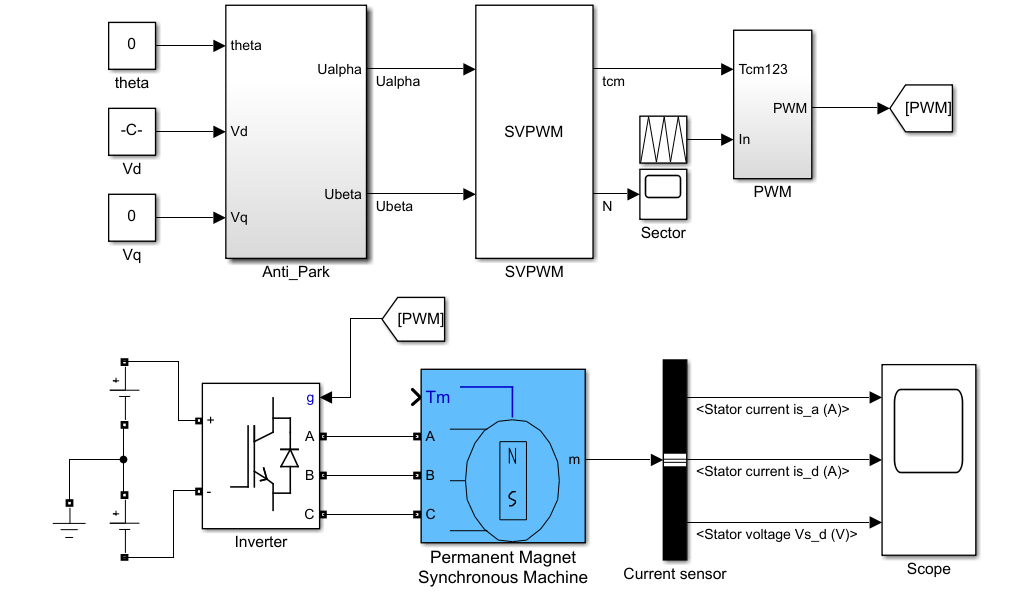 0
theta
theta
-C-
Vd
Vd
0
Vq
Vq
Ualpha
Ubeta
Anti_Park
Ualpha
Ubeta
SVPWM
SVPWM
tcm
N
Sector
Tcm123
PWM
In
PWM
[PWM]
[PWM]
+
+
+
-
g
A
B
C
Inverter
Tm
A
B
C
N
S
m
Permanent Magnet
Synchronous Machine
Current sensor
<Stator current is_a (A)>
<Stator current is_d (A)>
<Stator voltage Vs_d (V)>
Scope